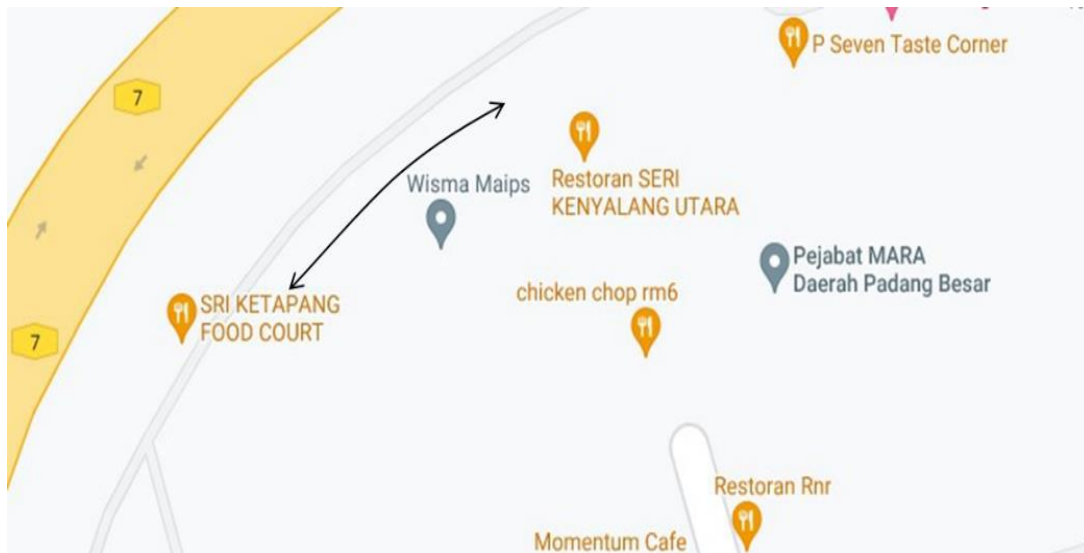 P Seven Taste Corner
7
Restoran SERI
KENYALANG UTARA
Wisma Maips
Pejabat MARA
Daerah Padang Besar
chicken chop rm6
SRI KETAPANG
FOOD COURT
7
Restoran Rnr
Momentum Cafe